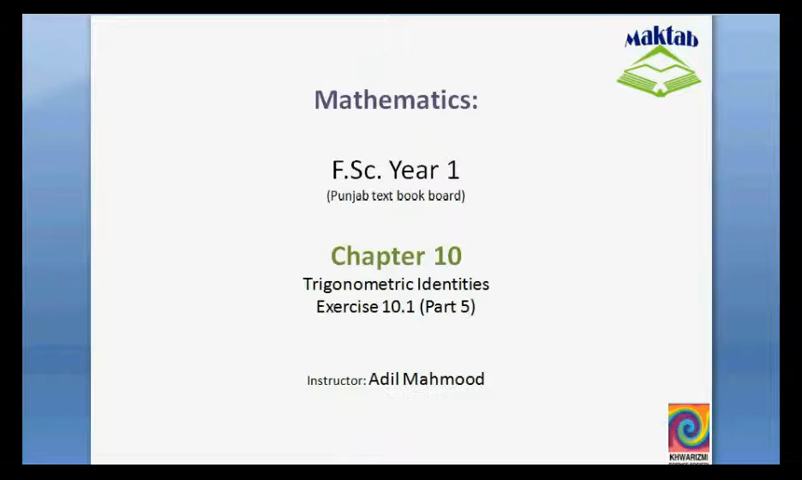 Maktab
Mathematics:
F.Sc. Year 1
(Punjab text book board)
Chapter 10
Trigonometric Identities
Exercise 10.1 (Part 5)
Instructor: Adil Mahmood
KHWARIZMI